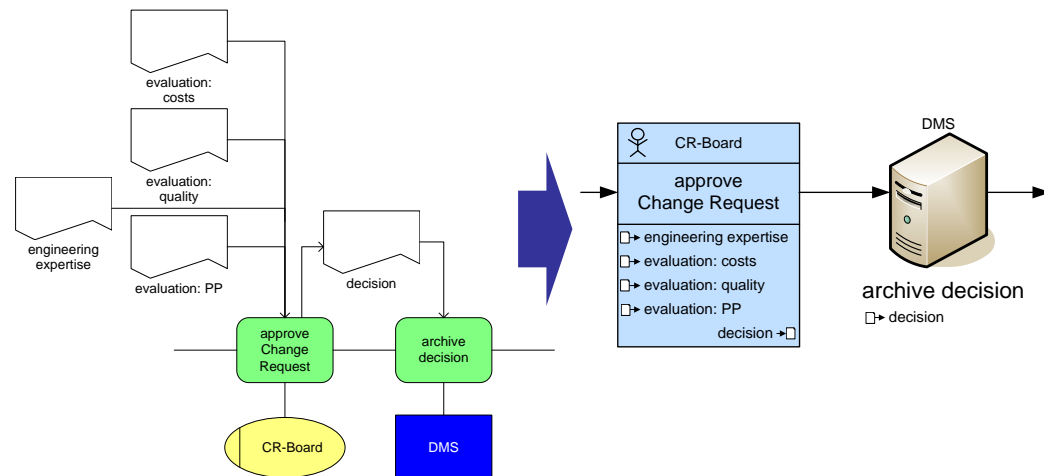 evaluation:
costs
evaluation:
quality
engineering
expertise
evaluation: PP
decision
approve
Change
Request
archive
decision
CR-Board
DMS
CR-Board
approve
Change Request
engineering expertise
evaluation: costs
evaluation: quality
evaluation: PP
decision
DMS
archive decision
decision